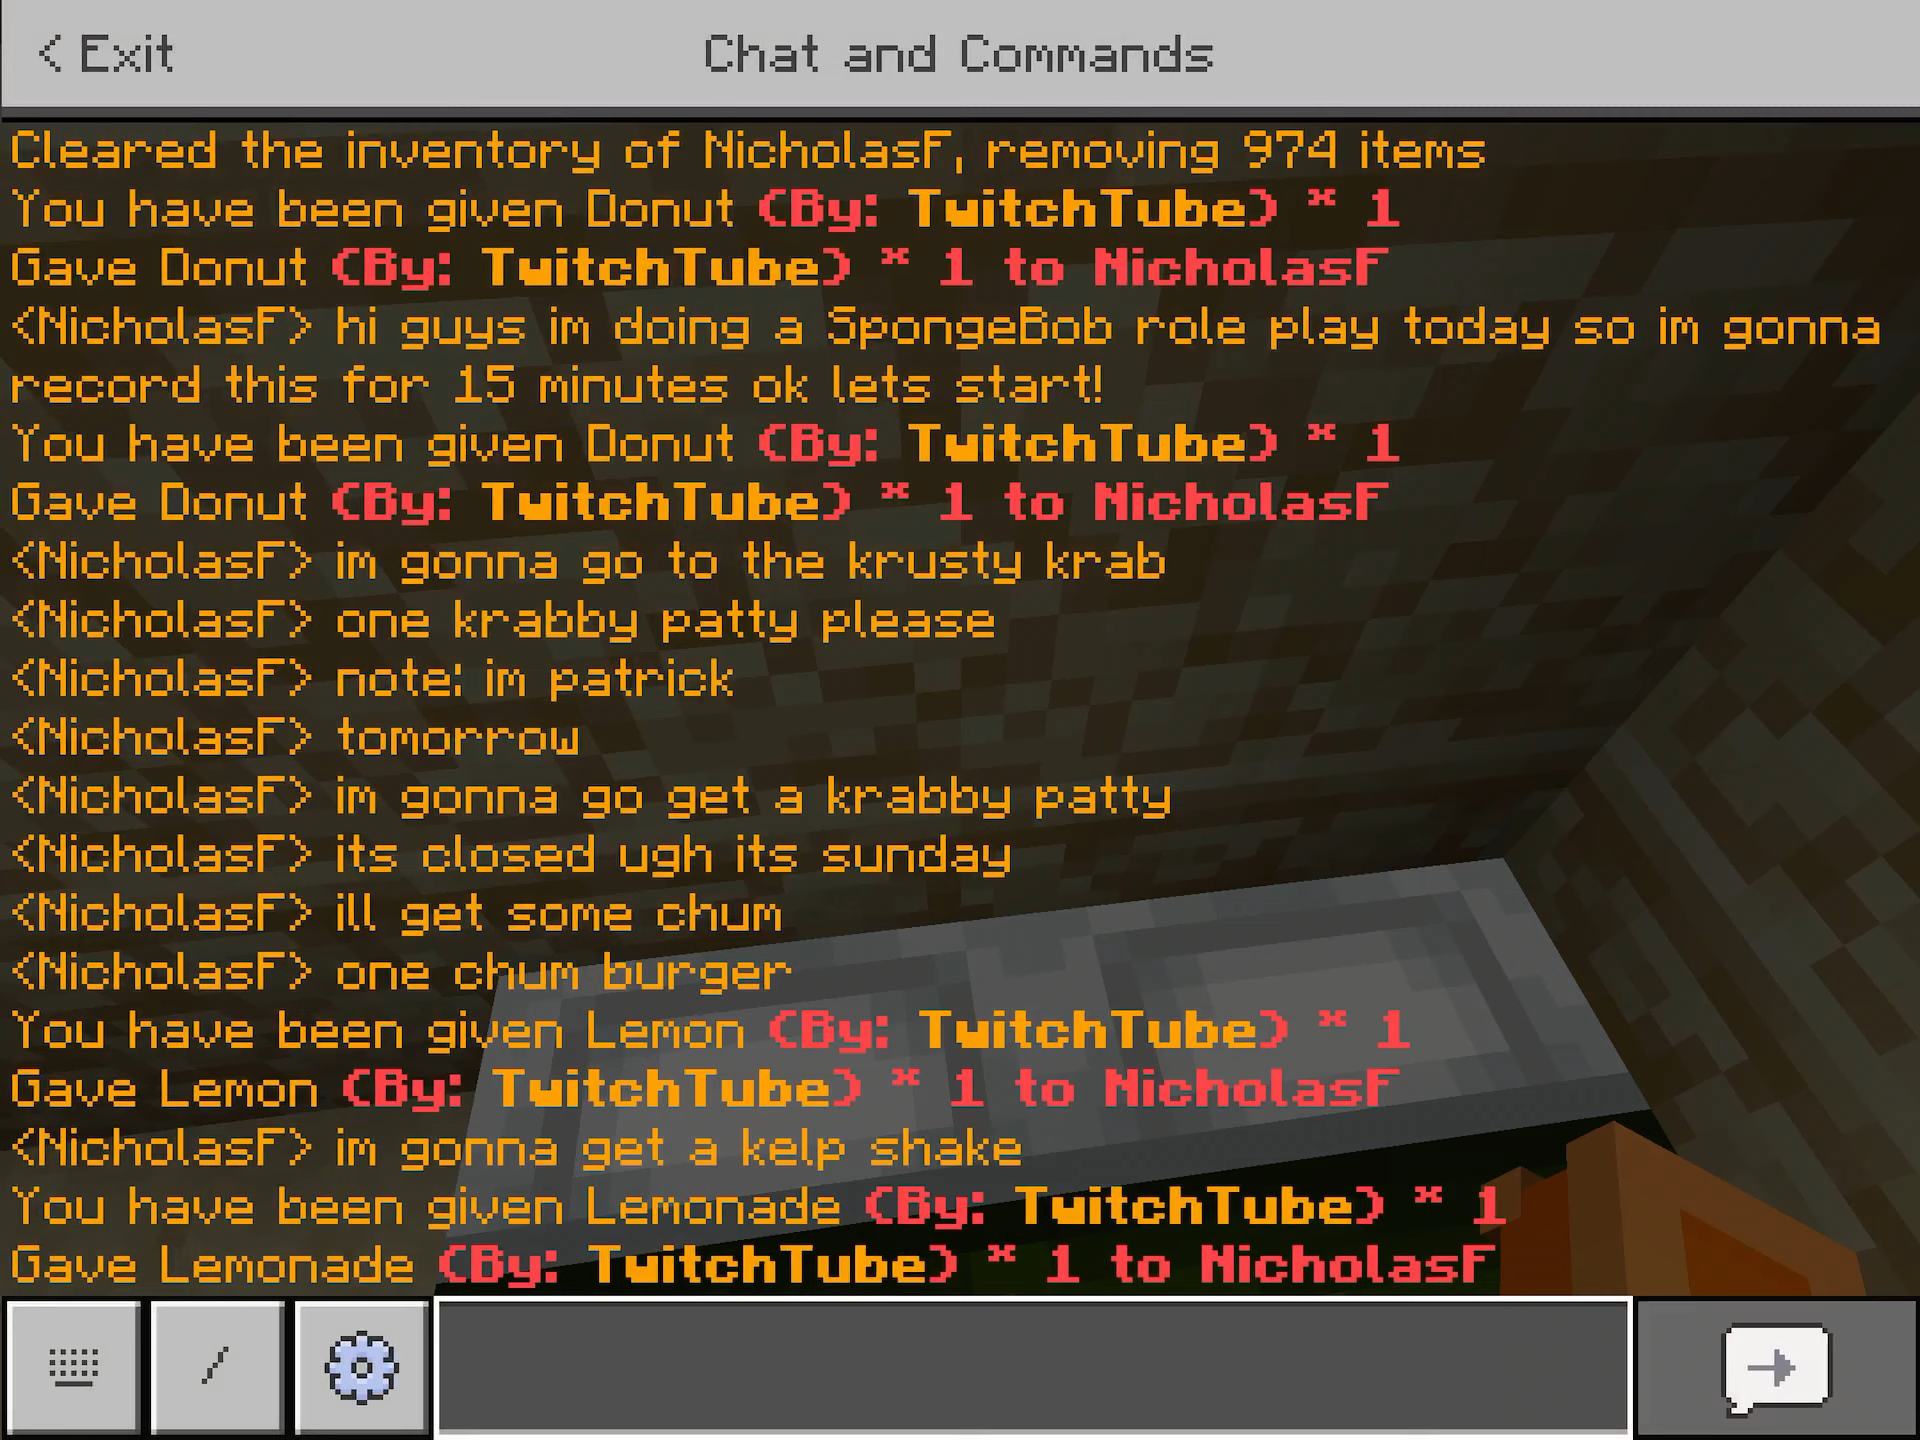 < Exit
Chat and Commands
Cleared the inventory of NicholasF, removing 974 items
You have been given Donut (By: TwitchTube) * 1
Gave Donut (By: TwitchTube) * 1 to NicholasF
<NicholasF> hi guys im doing a SpongeBob role play today so im gonna
record this for 15 minutes ok lets start!
You have been given Donut (By: TwitchTube) * 1
Gave Donut (By: TwitchTube) * 1 to NicholasF
<NicholasF> im gonna go to the krusty krab
<NicholasF> one krabby patty please
<NicholasF> note: im patrick
<NicholasF> tomorrow
<NicholasF> im gonna go get a krabby patty
<NicholasF> its closed ugh its sunday
<NicholasF> ill get some chum
<NicholasF> one chum burger
You have been given Lemon (By: TwitchTube) * 1
Gave Lemon (By: TwitchTube) * 1 to NicholasF
<NicholasF> im gonna get a kelp shake
You have been given Lemonade (By: TwitchTube) * 1
Gave Lemonade (By: TwitchTube) * 1 to NicholasF
/